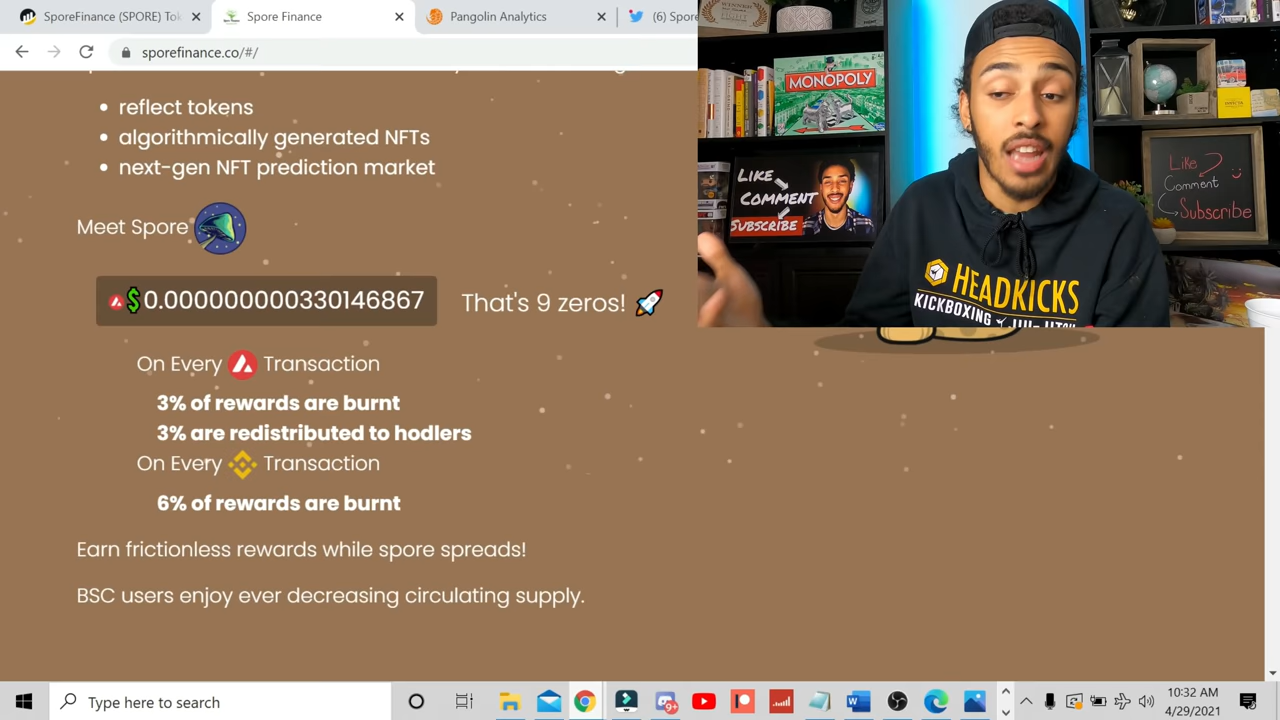 SporeFinance (SPORE) Tok
Spore Finance
Pangolin Analytics
(6) Spore
sporefinance.co/#/
reflect tokens
algorithmically generated NFTs
next-gen NFT prediction market
Meet Spore
$0.000000000330146867
That's 9 zeros! 🚀
On Every Transaction
3% of rewards are burnt
3% are redistributed to hodlers
On Every Transaction
6% of rewards are burnt
Earn frictionless rewards while spore spreads!
BSC users enjoy ever decreasing circulating supply.
WINNER
MONOPOLY
LIKE
COMMENT
SUBSCRIBE
Like
Comment
Subscribe
HEADKICKS
KICKBOXING
Type here to search
9+
W
10:32 AM
4/29/2021